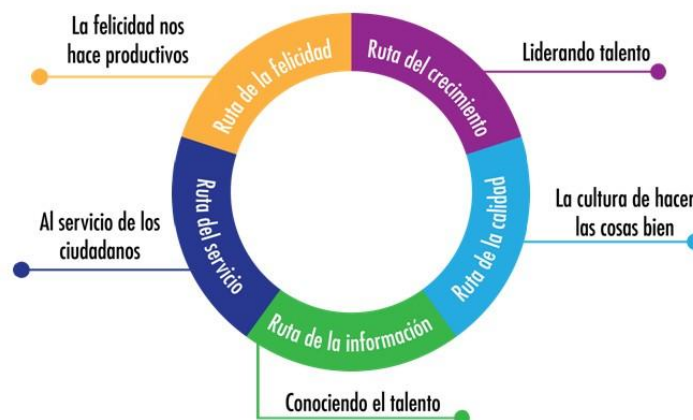 La felicidad nos
hace productivos
Ruta de la felicidad
Ruta del crecimiento
Liderando talento
Al servicio de los
ciudadanos
Ruta del servicio
Ruta de la calidad
La cultura de hacer
las cosas bien
Ruta de la información
Conociendo el talento